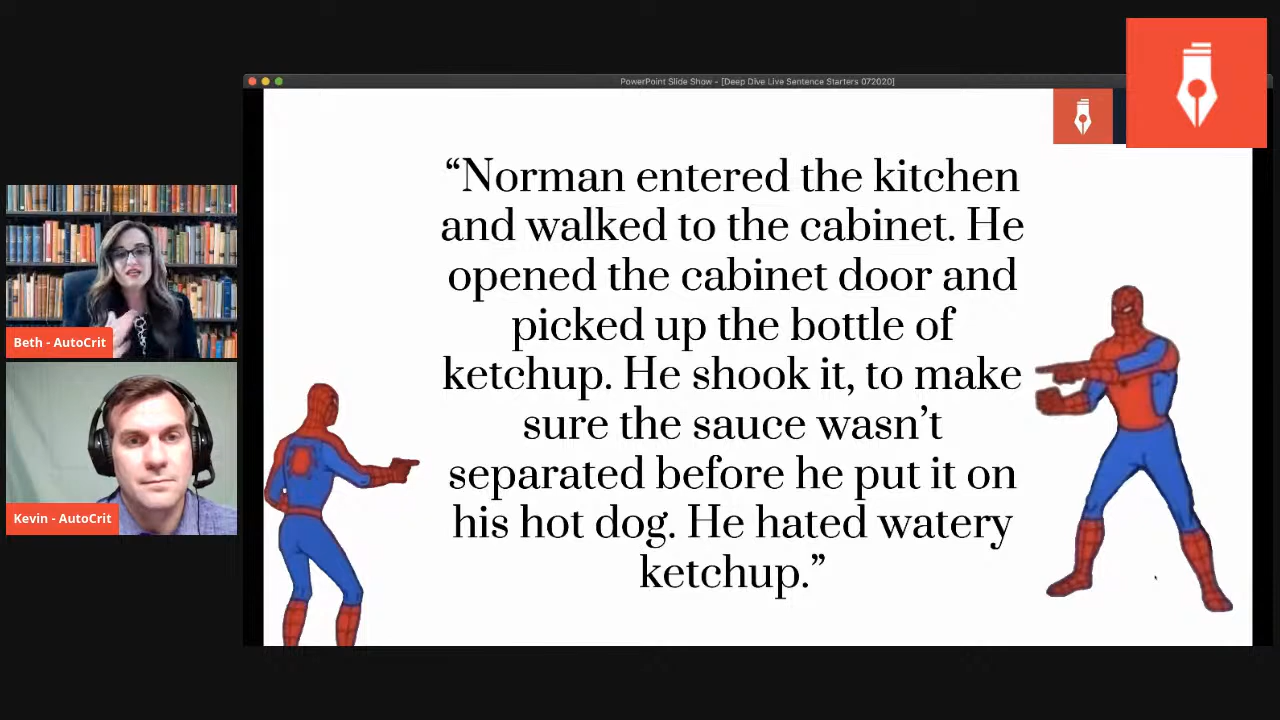 PowerPoint Slide Show - [Deep Dive Live Sentence Starters 072020]
“Norman entered the kitchen
and walked to the cabinet. He
opened the cabinet door and
picked up the bottle of
ketchup. He shook it, to make
sure the sauce wasn’t
separated before he put it on
his hot dog. He hated watery
ketchup.”
Beth - AutoCrit
Kevin - AutoCrit